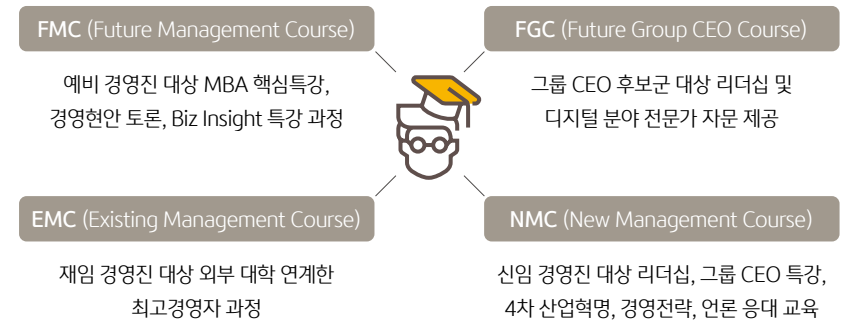 FMC (Future Management Course)
예비 경영진 대상 MBA 핵심특강,
경영현안 토론, Biz Insight 특강 과정
FGC (Future Group CEO Course)
그룹 CEO 후보군 대상 리더십 및
디지털 분야 전문가 자문 제공
EMC (Existing Management Course)
재임 경영진 대상 외부 대학 연계한
최고경영자 과정
NMC (New Management Course)
신임 경영진 대상 리더십, 그룹 CEO 특강,
4차 산업혁명, 경영전략, 언론 응대 교육